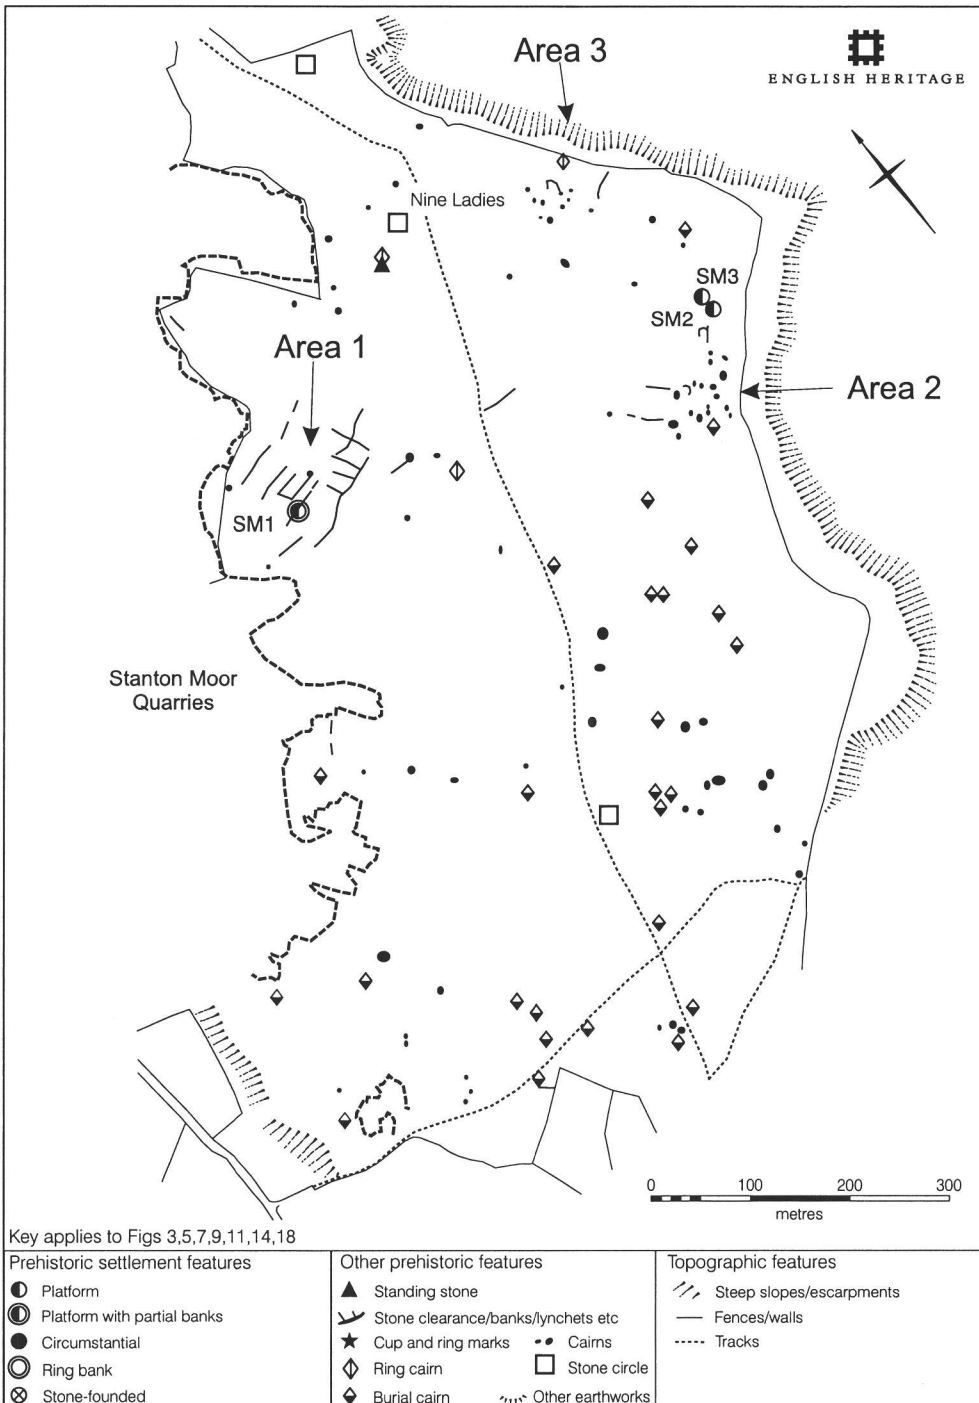 Area 3
ENGLISH HERITAGE
Nine Ladies
SM3
SM2
Area 1
Area 2
SM1
Stanton Moor
Quarries
0 100 200 300
metres
Key applies to Figs 3,5,7,9,11,14,18
Prehistoric settlement features
Platform
Platform with partial banks
Circumstantial
Ring bank
Stone-founded
Other prehistoric features
Standing stone
Stone clearance/banks/lynchets etc
Cup and ring marks
Cairns
Ring cairn
Stone circle
Burial cairn
Other earthworks
Topographic features
Steep slopes/escarpments
Fences/walls
Tracks